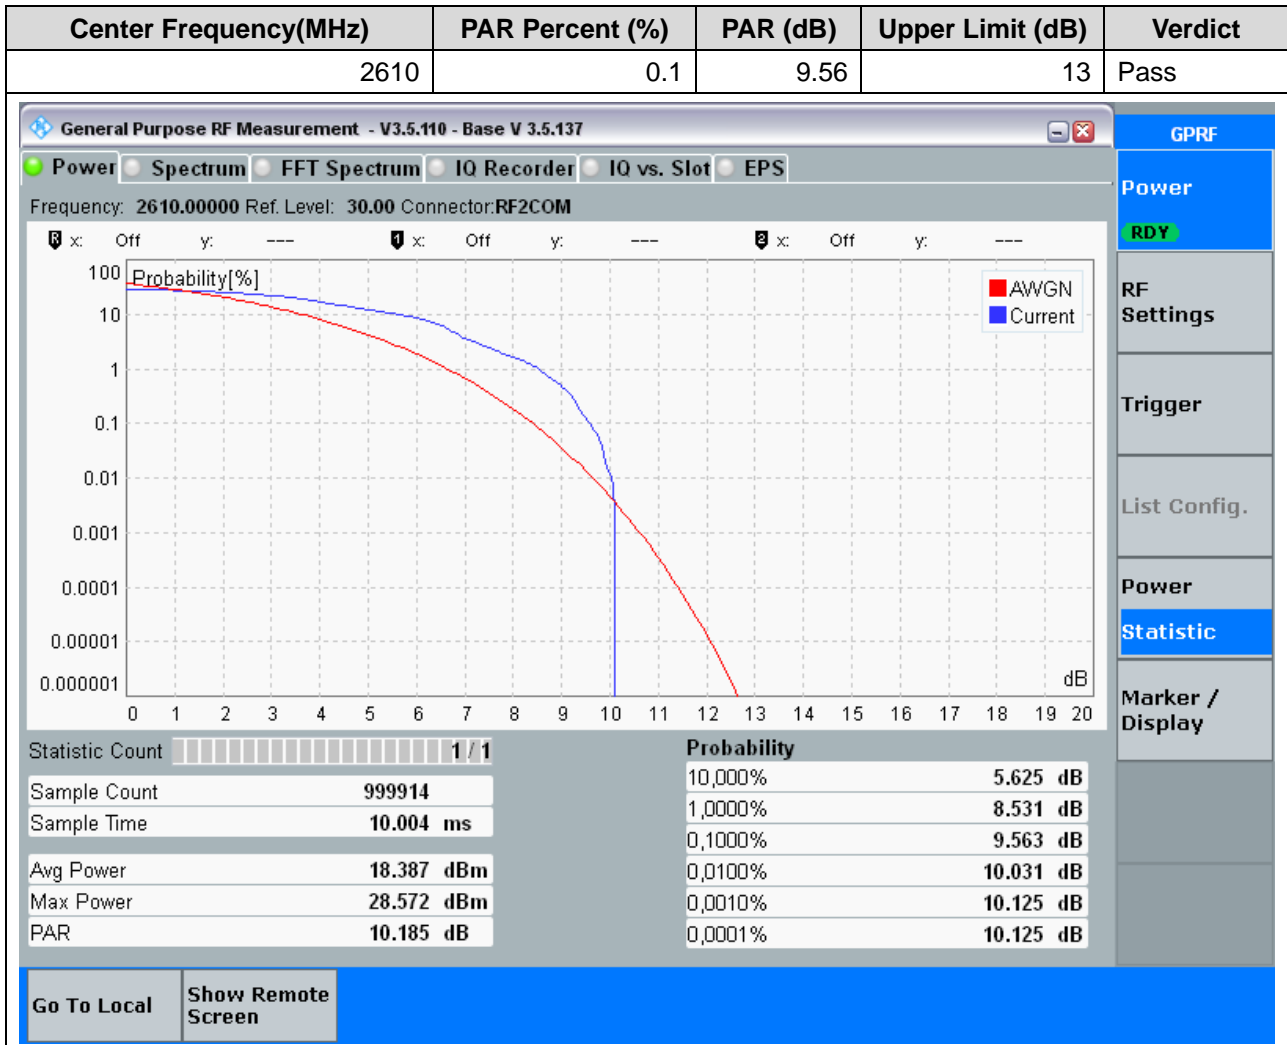 Center Frequency(MHz) PAR Percent (%) PAR (dB) Upper Limit (dB) Verdict
2610 0.1 9.56 13 Pass
General Purpose RF Measurement - V3.5.110 - Base V 3.5.137
GPRF
Power Spectrum FFT Spectrum IQ Recorder IQ vs. Slot EPS
Power
RDY
Frequency: 2610.00000 Ref. Level: 30.00 Connector:RF2COM
R x: Off y: --- 1 x: Off y: --- 2 x: Off y: ---
Probability[%]
AWGN
Current
100
10
1
0.1
0.01
0.001
0.0001
0.00001
0.000001
dB
0 1 2 3 4 5 6 7 8 9 10 11 12 13 14 15 16 17 18 19 20
RF
Settings
Trigger
List Config.
Power
Statistic
Marker /
Display
Statistic Count 1 / 1
Sample Count 999914
Sample Time 10.004 ms
Avg Power 18.387 dBm
Max Power 28.572 dBm
PAR 10.185 dB
Probability
10,000% 5.625 dB
1,0000% 8.531 dB
0,1000% 9.563 dB
0,0100% 10.031 dB
0,0010% 10.125 dB
0,0001% 10.125 dB
Go To Local
Show Remote
Screen